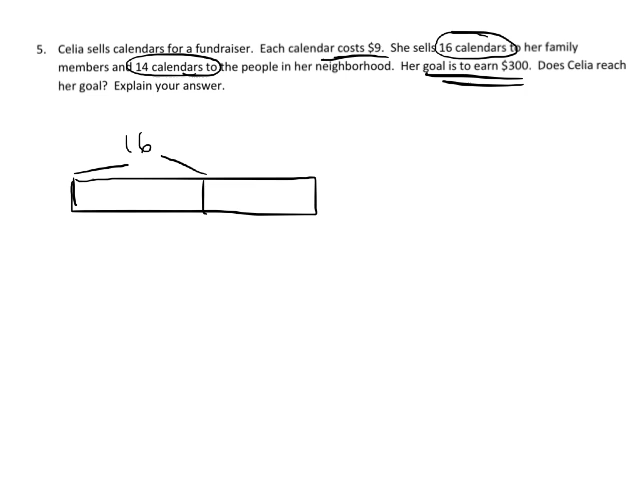 5. Celia sells calendars for a fundraiser. Each calendar costs $9. She sells 16 calendars to her family
members and 14 calendars to the people in her neighborhood. Her goal is to earn $300. Does Celia reach
her goal? Explain your answer.
16